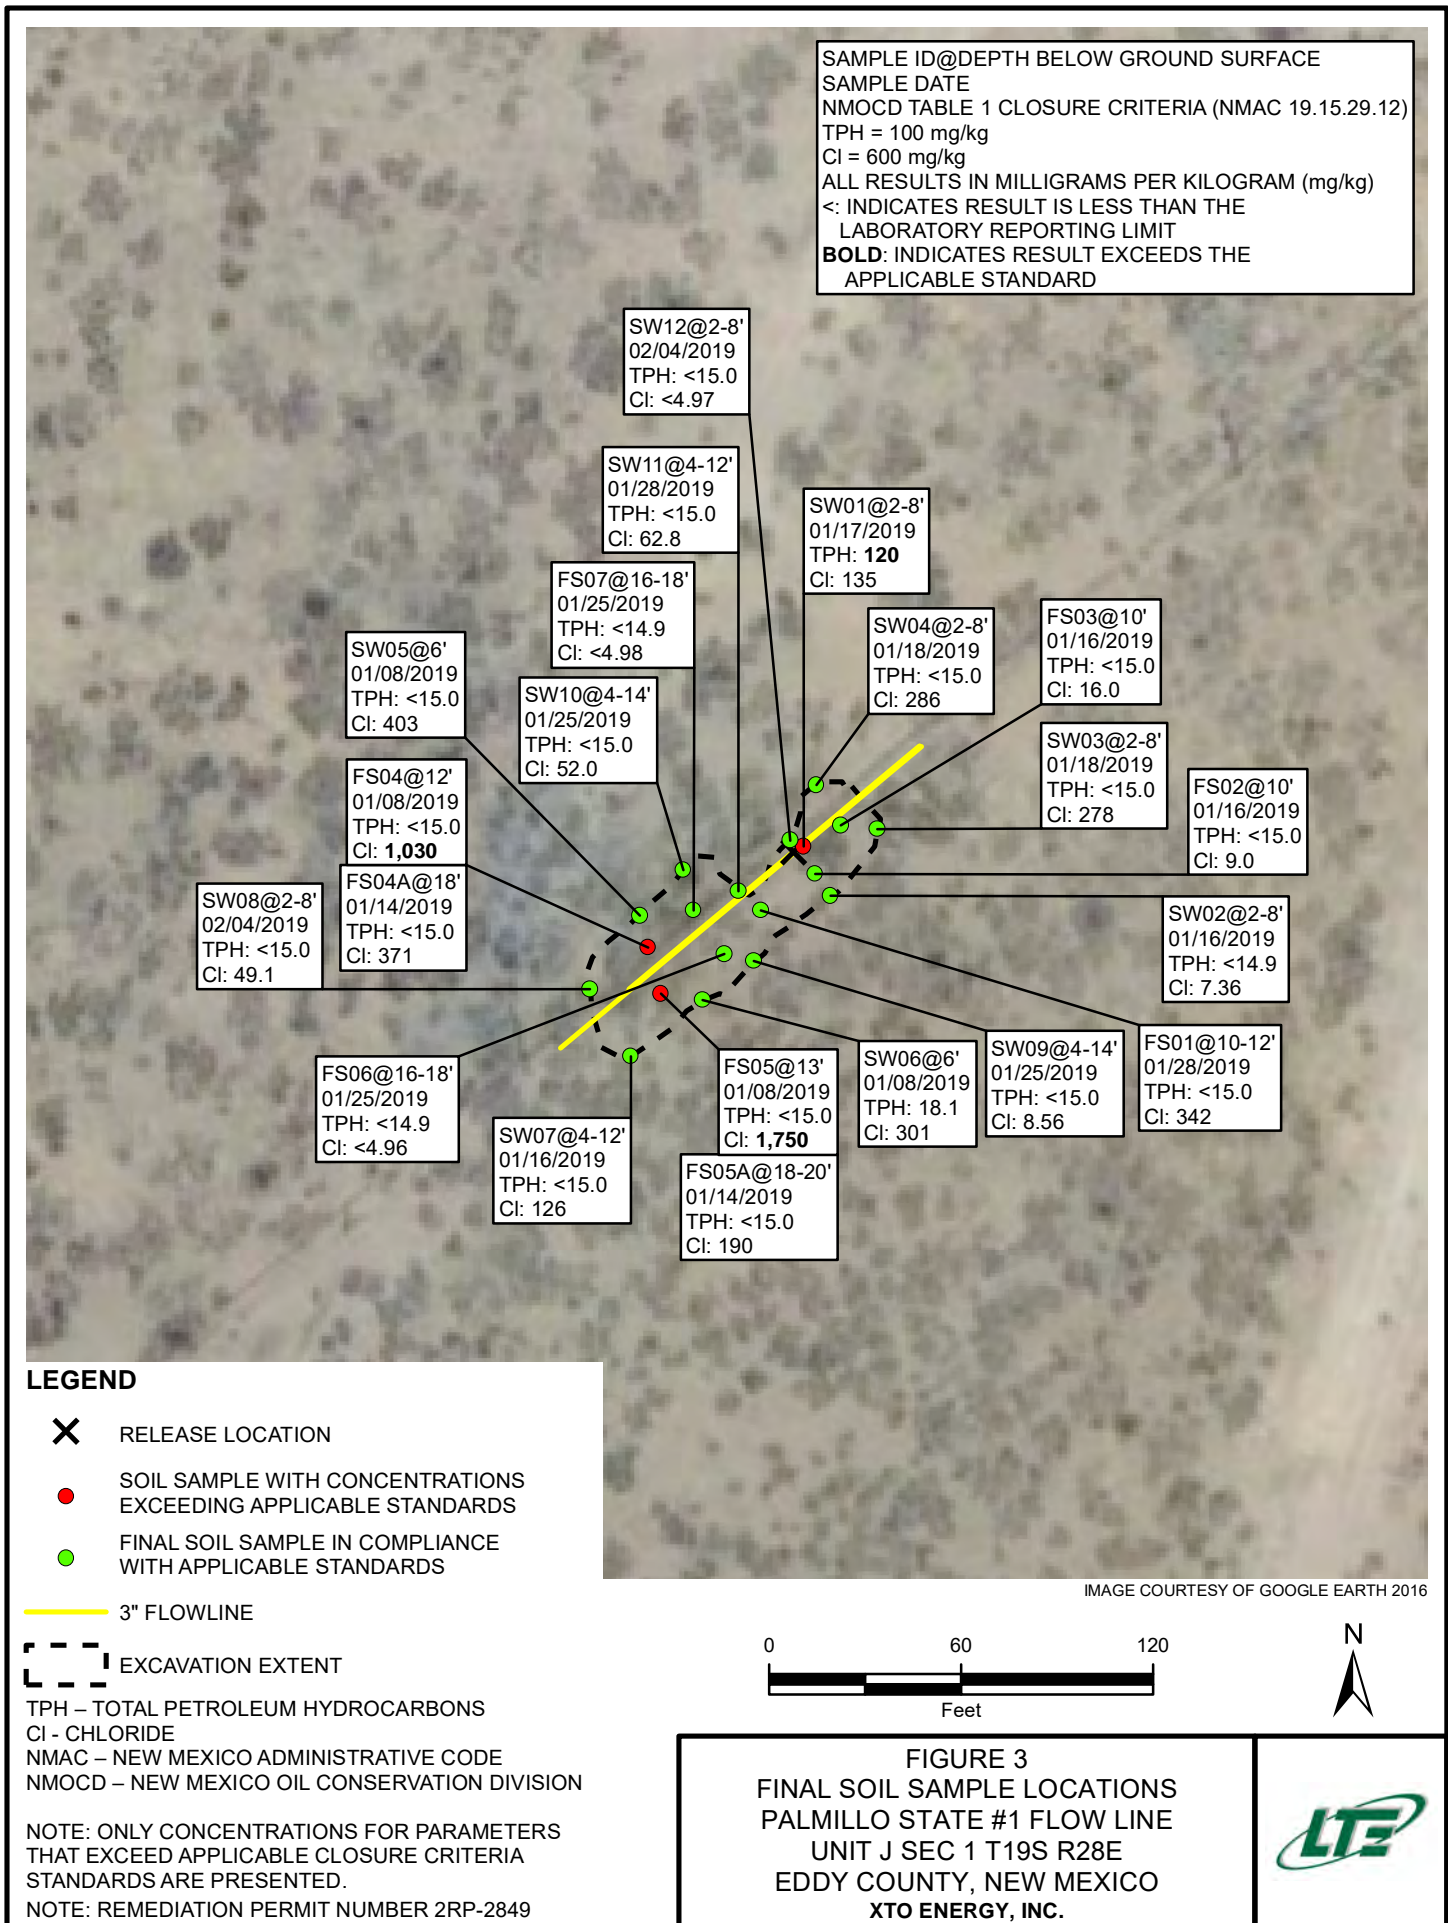 SAMPLE ID@DEPTH BELOW GROUND SURFACE
SAMPLE DATE
NMOCD TABLE 1 CLOSURE CRITERIA (NMAC 19.15.29.12)
TPH = 100 mg/kg
Cl = 600 mg/kg
ALL RESULTS IN MILLIGRAMS PER KILOGRAM (mg/kg)
<: INDICATES RESULT IS LESS THAN THE
LABORATORY REPORTING LIMIT
BOLD: INDICATES RESULT EXCEEDS THE
APPLICABLE STANDARD
SW12@2-8'
02/04/2019
TPH: <15.0
Cl: <4.97
SW11@4-12'
01/28/2019
TPH: <15.0
Cl: 62.8
SW01@2-8'
01/17/2019
TPH: 120
Cl: 135
FS07@16-18'
01/25/2019
TPH: <14.9
Cl: <4.98
SW04@2-8'
01/18/2019
TPH: <15.0
Cl: 286
FS03@10'
01/16/2019
TPH: <15.0
Cl: 16.0
SW05@6'
01/08/2019
TPH: <15.0
Cl: 403
SW10@4-14'
01/25/2019
TPH: <15.0
Cl: 52.0
SW03@2-8'
01/18/2019
TPH: <15.0
Cl: 278
FS04@12'
01/08/2019
TPH: <15.0
Cl: 1,030
FS02@10'
01/16/2019
TPH: <15.0
Cl: 9.0
FS04A@18'
01/14/2019
TPH: <15.0
Cl: 371
SW08@2-8'
02/04/2019
TPH: <15.0
Cl: 49.1
SW02@2-8'
01/16/2019
TPH: <14.9
Cl: 7.36
FS06@16-18'
01/25/2019
TPH: <14.9
Cl: <4.96
SW07@4-12'
01/16/2019
TPH: <15.0
Cl: 126
FS05@13'
01/08/2019
TPH: <15.0
Cl: 1,750
FS05A@18-20'
01/14/2019
TPH: <15.0
Cl: 190
SW06@6'
01/08/2019
TPH: 18.1
Cl: 301
SW09@4-14'
01/25/2019
TPH: <15.0
Cl: 8.56
FS01@10-12'
01/28/2019
TPH: <15.0
Cl: 342
LEGEND
RELEASE LOCATION
SOIL SAMPLE WITH CONCENTRATIONS
EXCEEDING APPLICABLE STANDARDS
FINAL SOIL SAMPLE IN COMPLIANCE
WITH APPLICABLE STANDARDS
3" FLOWLINE
EXCAVATION EXTENT
TPH – TOTAL PETROLEUM HYDROCARBONS
Cl - CHLORIDE
NMAC – NEW MEXICO ADMINISTRATIVE CODE
NMOCD – NEW MEXICO OIL CONSERVATION DIVISION
NOTE: ONLY CONCENTRATIONS FOR PARAMETERS
THAT EXCEED APPLICABLE CLOSURE CRITERIA
STANDARDS ARE PRESENTED.
NOTE: REMEDIATION PERMIT NUMBER 2RP-2849
IMAGE COURTESY OF GOOGLE EARTH 2016
0 60 120
Feet
N
FIGURE 3
FINAL SOIL SAMPLE LOCATIONS
PALMILLO STATE #1 FLOW LINE
UNIT J SEC 1 T19S R28E
EDDY COUNTY, NEW MEXICO
XTO ENERGY, INC.
LTE